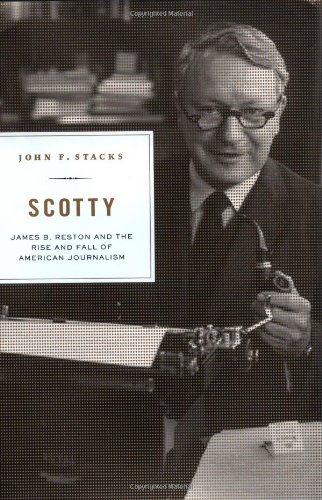 JOHN F. STACKS
SCOTTY
JAMES B. RESTON AND THE
RISE AND FALL OF
AMERICAN JOURNALISM